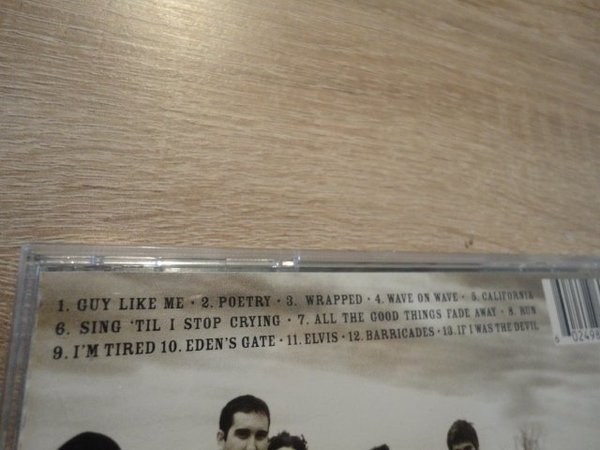 1. GUY LIKE ME · 2. POETRY · 3. WRAPPED · 4. WAVE ON WAVE · 5. CALIFORNIA
6. SING 'TIL I STOP CRYING · 7. ALL THE GOOD THINGS FADE AWAY · 8. RUN
9. I'M TIRED 10. EDEN'S GATE · 11. ELVIS · 12. BARRICADES · 13. IF I WAS THE DEVIL
6 02498